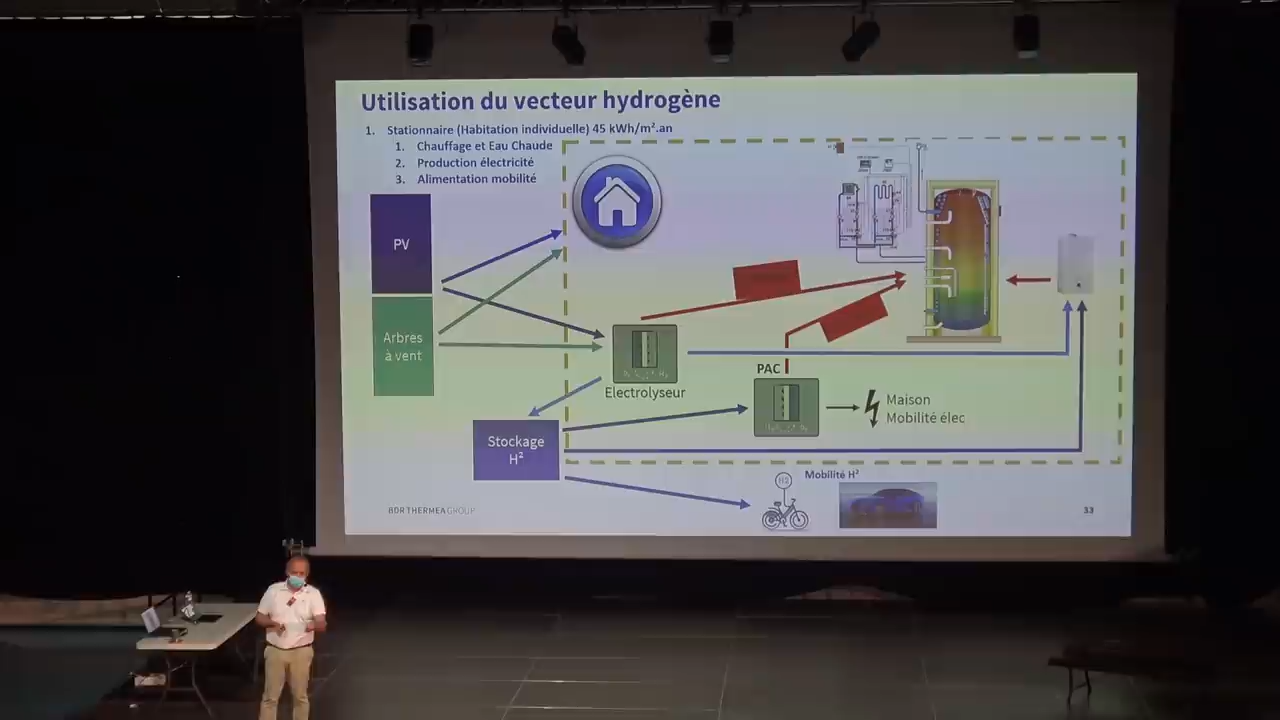 Utilisation du vecteur hydrogène
1. Stationnaire (Habitation individuelle) 45 kWh/m².an
1. Chauffage et Eau Chaude
2. Production électricité
3. Alimentation mobilité
PV
Arbres
à vent
Electrolyseur
PAC
Maison
Mobilité élec
Stockage
H²
Mobilité H²
H2
BDR THERMEA GROUP
33